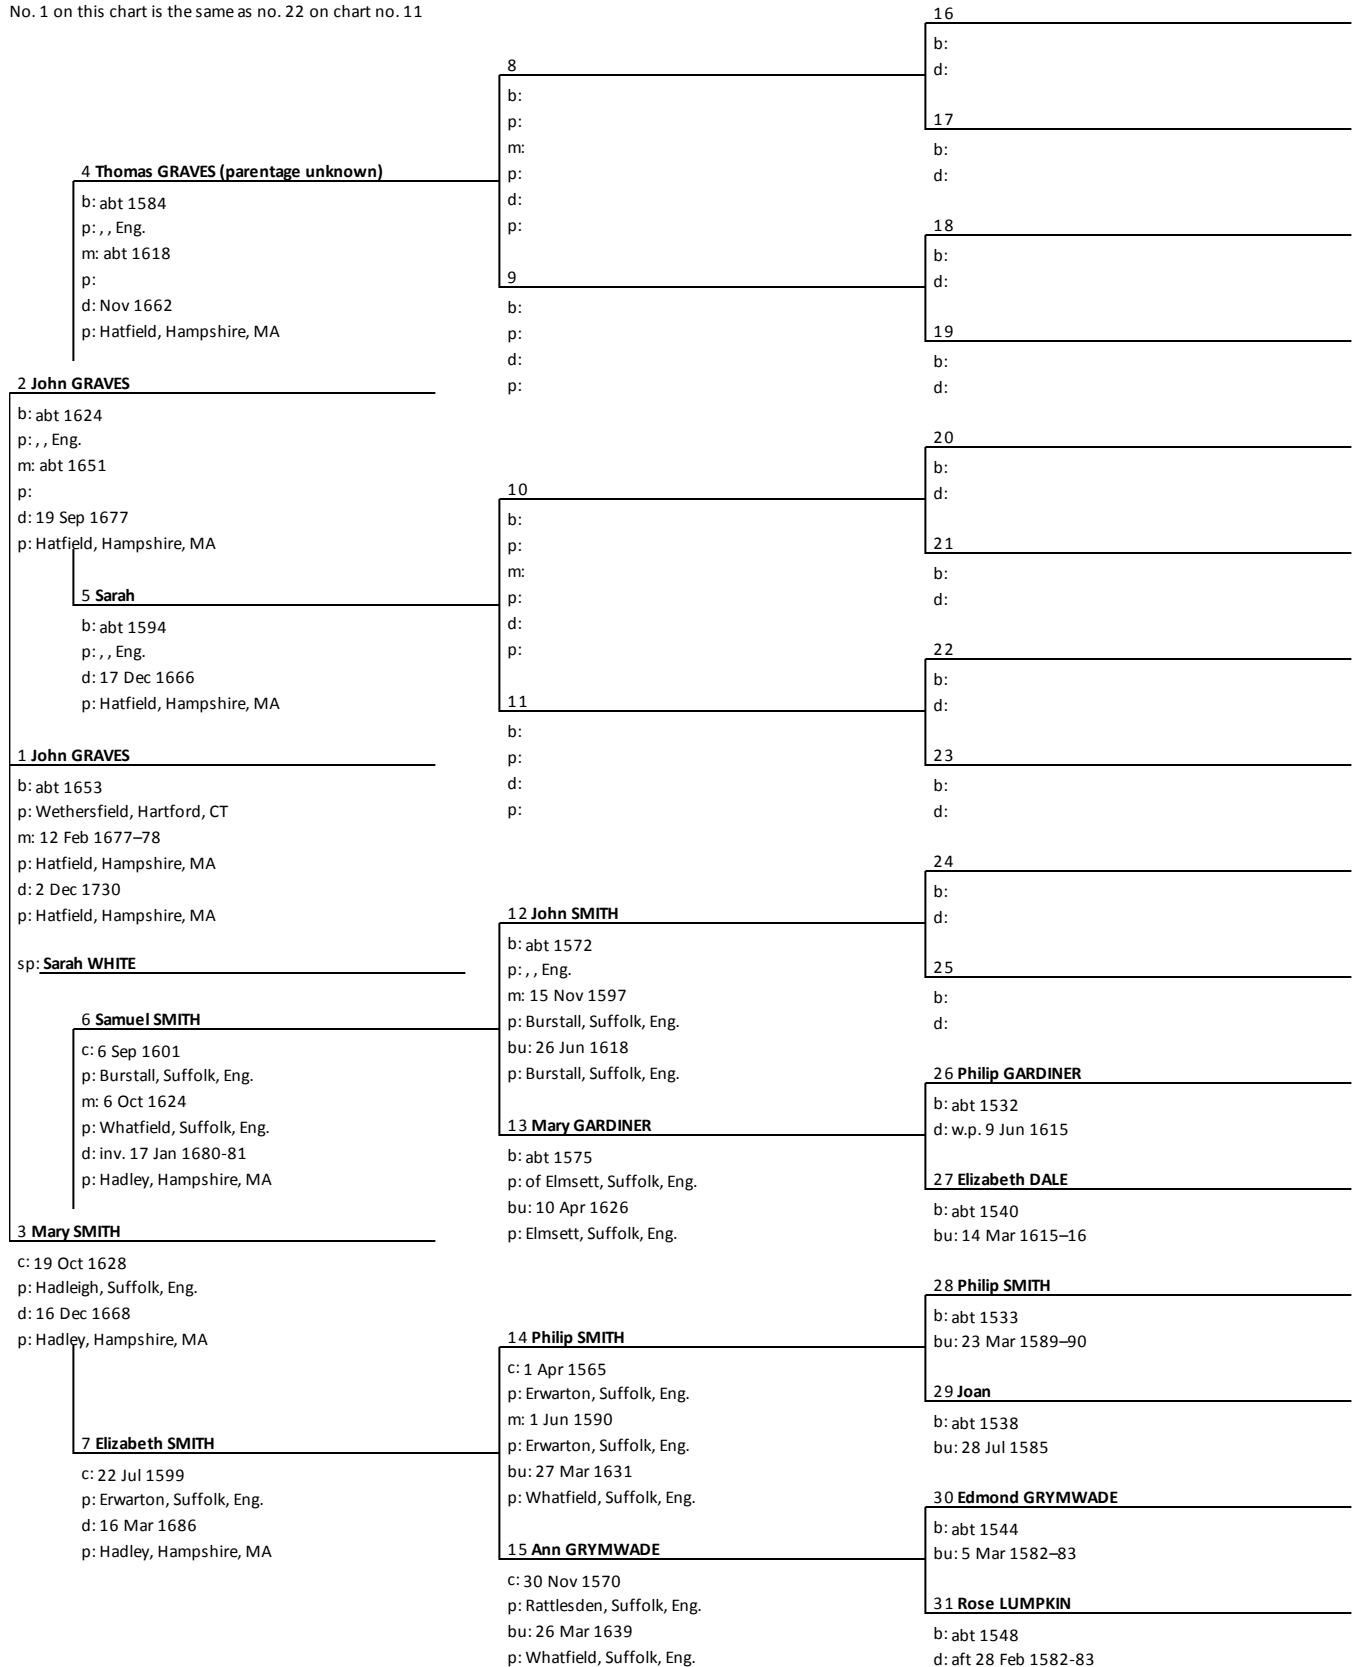 No. 1 on this chart is the same as no. 22 on chart no. 11
4 Thomas GRAVES (parentage unknown)
b: abt 1584
p: , , Eng.
m: abt 1618
p:
d: Nov 1662
p: Hatfield, Hampshire, MA
2 John GRAVES
b: abt 1624
p: , , Eng.
m: abt 1651
p:
d: 19 Sep 1677
p: Hatfield, Hampshire, MA
5 Sarah
b: abt 1594
p: , , Eng.
d: 17 Dec 1666
p: Hatfield, Hampshire, MA
1 John GRAVES
b: abt 1653
p: Wethersfield, Hartford, CT
m: 12 Feb 1677–78
p: Hatfield, Hampshire, MA
d: 2 Dec 1730
p: Hatfield, Hampshire, MA
sp: Sarah WHITE
6 Samuel SMITH
c: 6 Sep 1601
p: Burstall, Suffolk, Eng.
m: 6 Oct 1624
p: Whatfield, Suffolk, Eng.
d: inv. 17 Jan 1680-81
p: Hadley, Hampshire, MA
3 Mary SMITH
c: 19 Oct 1628
p: Hadleigh, Suffolk, Eng.
d: 16 Dec 1668
p: Hadley, Hampshire, MA
7 Elizabeth SMITH
c: 22 Jul 1599
p: Erwarton, Suffolk, Eng.
d: 16 Mar 1686
p: Hadley, Hampshire, MA
8
b:
p:
m:
p:
d:
p:
9
b:
p:
d:
p:
10
b:
p:
m:
p:
d:
p:
11
b:
p:
d:
p:
12 John SMITH
b: abt 1572
p: , , Eng.
m: 15 Nov 1597
p: Burstall, Suffolk, Eng.
bu: 26 Jun 1618
p: Burstall, Suffolk, Eng.
13 Mary GARDINER
b: abt 1575
p: of Elmsett, Suffolk, Eng.
bu: 10 Apr 1626
p: Elmsett, Suffolk, Eng.
14 Philip SMITH
c: 1 Apr 1565
p: Erwarton, Suffolk, Eng.
m: 1 Jun 1590
p: Erwarton, Suffolk, Eng.
bu: 27 Mar 1631
p: Whatfield, Suffolk, Eng.
15 Ann GRYMWADE
c: 30 Nov 1570
p: Rattlesden, Suffolk, Eng.
bu: 26 Mar 1639
p: Whatfield, Suffolk, Eng.
16
b:
d:
17
b:
d:
18
b:
d:
19
b:
d:
20
b:
d:
21
b:
d:
22
b:
d:
23
b:
d:
24
b:
d:
25
b:
d:
26 Philip GARDINER
b: abt 1532
d: w.p. 9 Jun 1615
27 Elizabeth DALE
b: abt 1540
bu: 14 Mar 1615–16
28 Philip SMITH
b: abt 1533
bu: 23 Mar 1589–90
29 Joan
b: abt 1538
bu: 28 Jul 1585
30 Edmond GRYMWADE
b: abt 1544
bu: 5 Mar 1582–83
31 Rose LUMPKIN
b: abt 1548
d: aft 28 Feb 1582-83